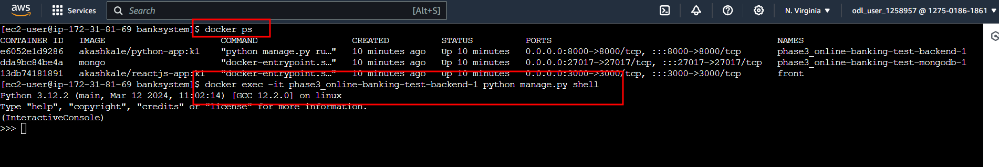 aws Services Search [Alt+S] N. Virginia odl_user_1258957 @ 1275-0186-1861
[ec2-user@ip-172-31-81-69 banksystem]$ docker ps
CONTAINER ID IMAGE COMMAND CREATED STATUS PORTS NAMES
e6052e1d9286 akashkale/python-app:k1 "python manage.py ru…" 10 minutes ago Up 10 minutes 0.0.0.0:8000->8000/tcp, :::8000->8000/tcp phase3_online-banking-test-backend-1
dda9bc84be4a mongo "docker-entrypoint.s…" 10 minutes ago Up 10 minutes 0.0.0.0:27017->27017/tcp, :::27017->27017/tcp phase3_online-banking-test-mongodb-1
13db74181891 akashkale/reactjs-app:k1 "docker-entrypoint.s…" 10 minutes ago Up 10 minutes 0.0.0.0:3000->3000/tcp, :::3000->3000/tcp front
[ec2-user@ip-172-31-81-69 banksystem]$ docker exec -it phase3_online-banking-test-backend-1 python manage.py shell
Python 3.12.2 (main, Mar 12 2024, 11:02:14) [GCC 12.2.0] on linux
Type "help", "copyright", "credits" or "license" for more information.
(InteractiveConsole)
>>>